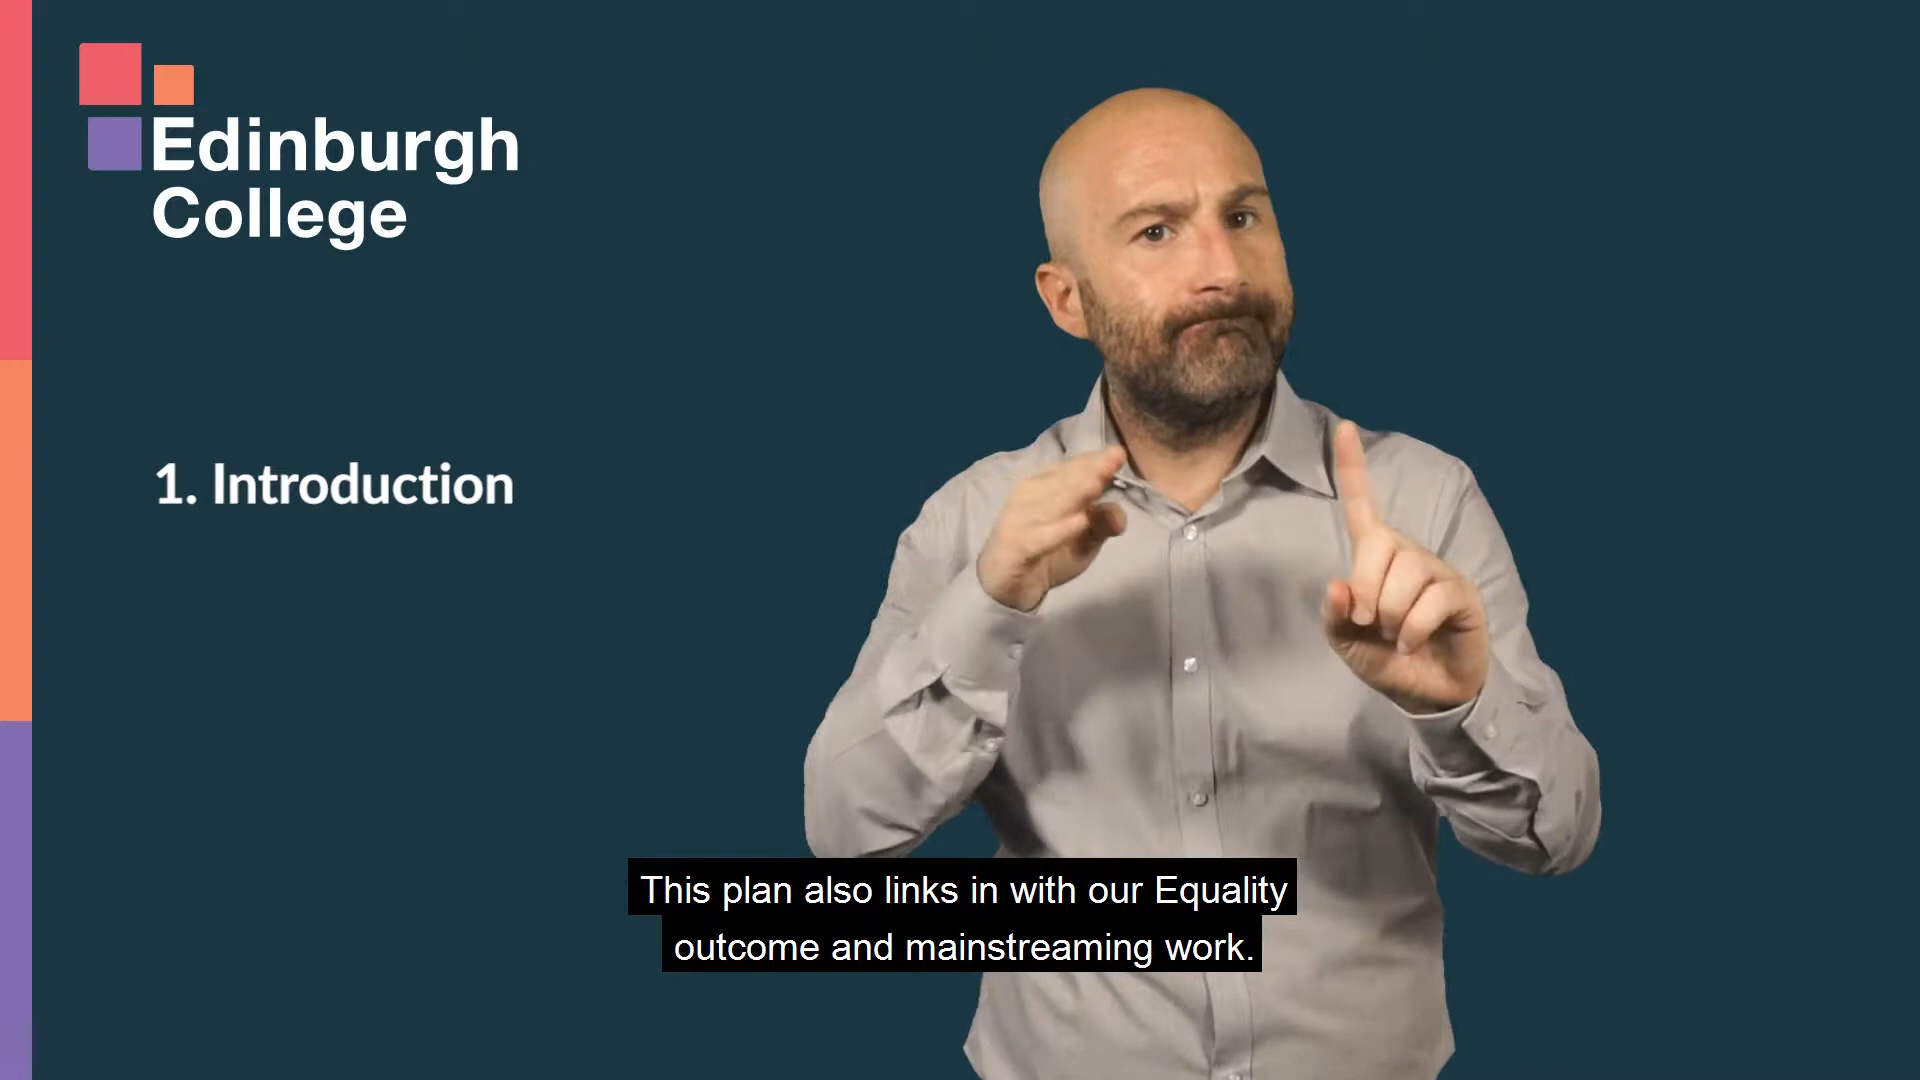 Edinburgh
College
1. Introduction
This plan also links in with our Equality
outcome and mainstreaming work.